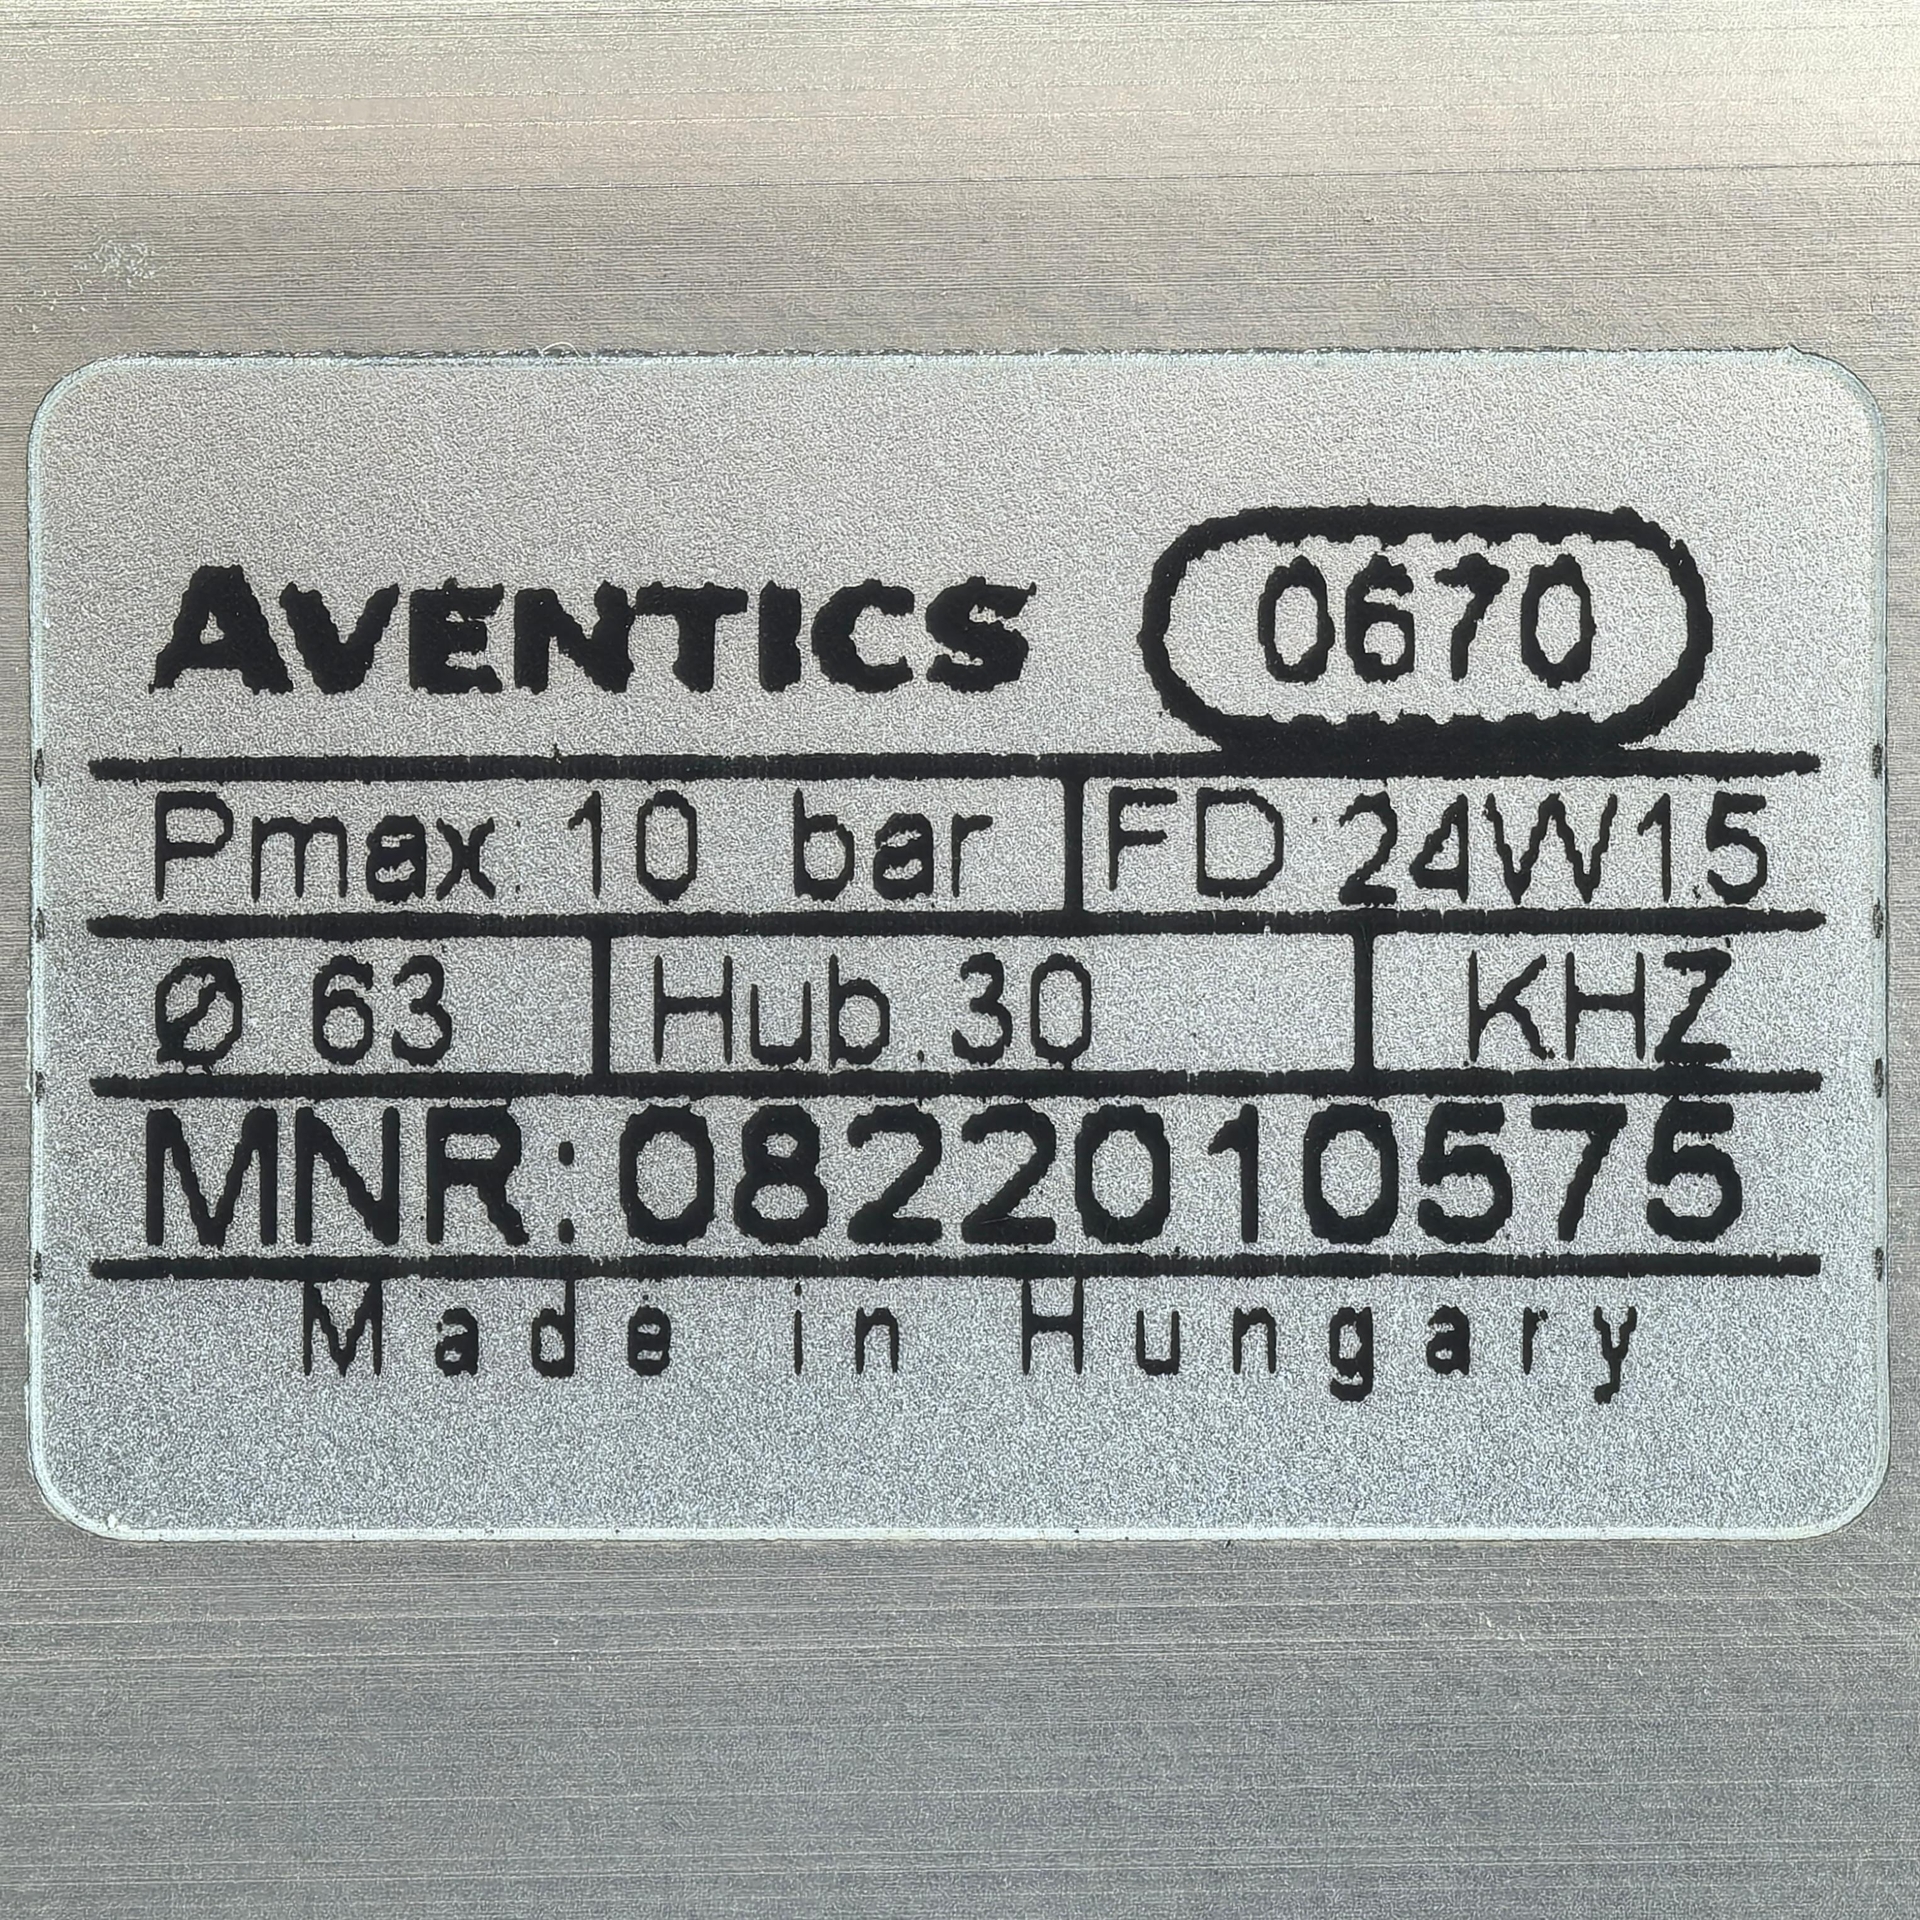 AVENTICS 0670
Pmax: 10 bar FD:24W15
Ø 63 Hub:30 KHZ
MNR:0822010575
Made in Hungary